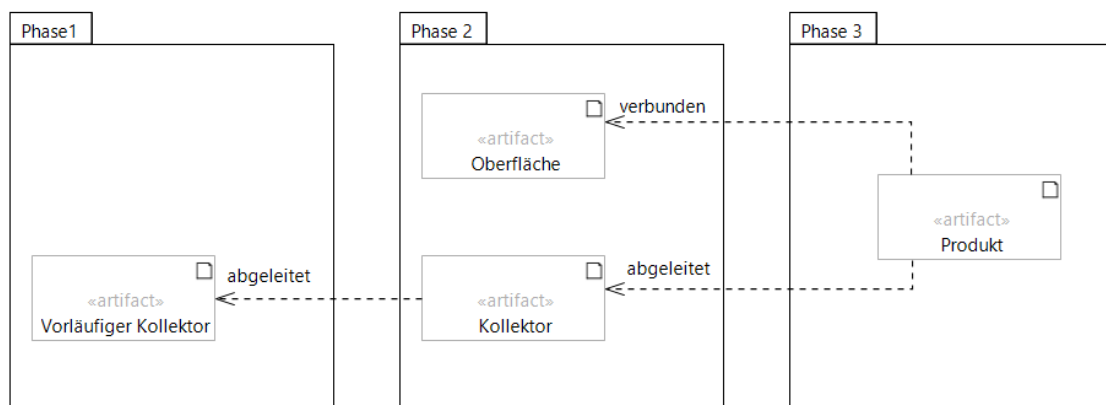 Phase1
Phase 2
Phase 3
verbunden
«artifact»
Oberfläche
«artifact»
Produkt
abgeleitet
abgeleitet
«artifact»
Vorläufiger Kollektor
«artifact»
Kollektor